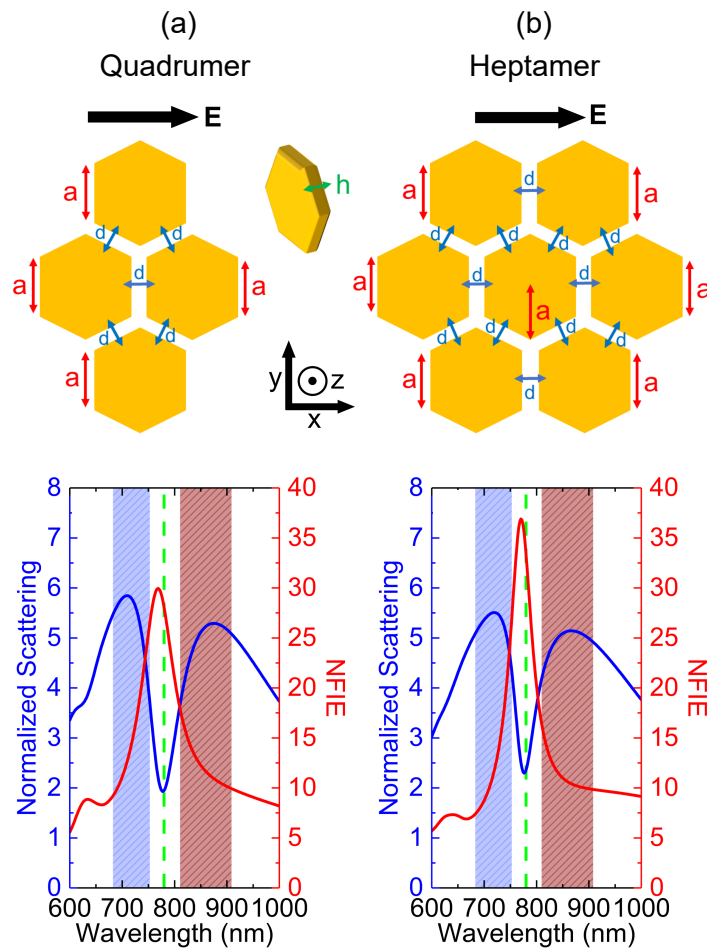 (a) (b)
Quadrumer Heptamer
E E
a h a d a
d d d d d d
a d a a d d a
a
d d d d d d
a y z a d a
x
8 40 8 40
7 35 7 35
6 30 6 30
5 25 5 25
4 20 4 20
3 15 3 15
2 10 2 10
1 5 1 5
0 0 0 0
Normalized Scattering NFIE Normalized Scattering NFIE
600 700 800 900 1000 600 700 800 900 1000
Wavelength (nm) Wavelength (nm)